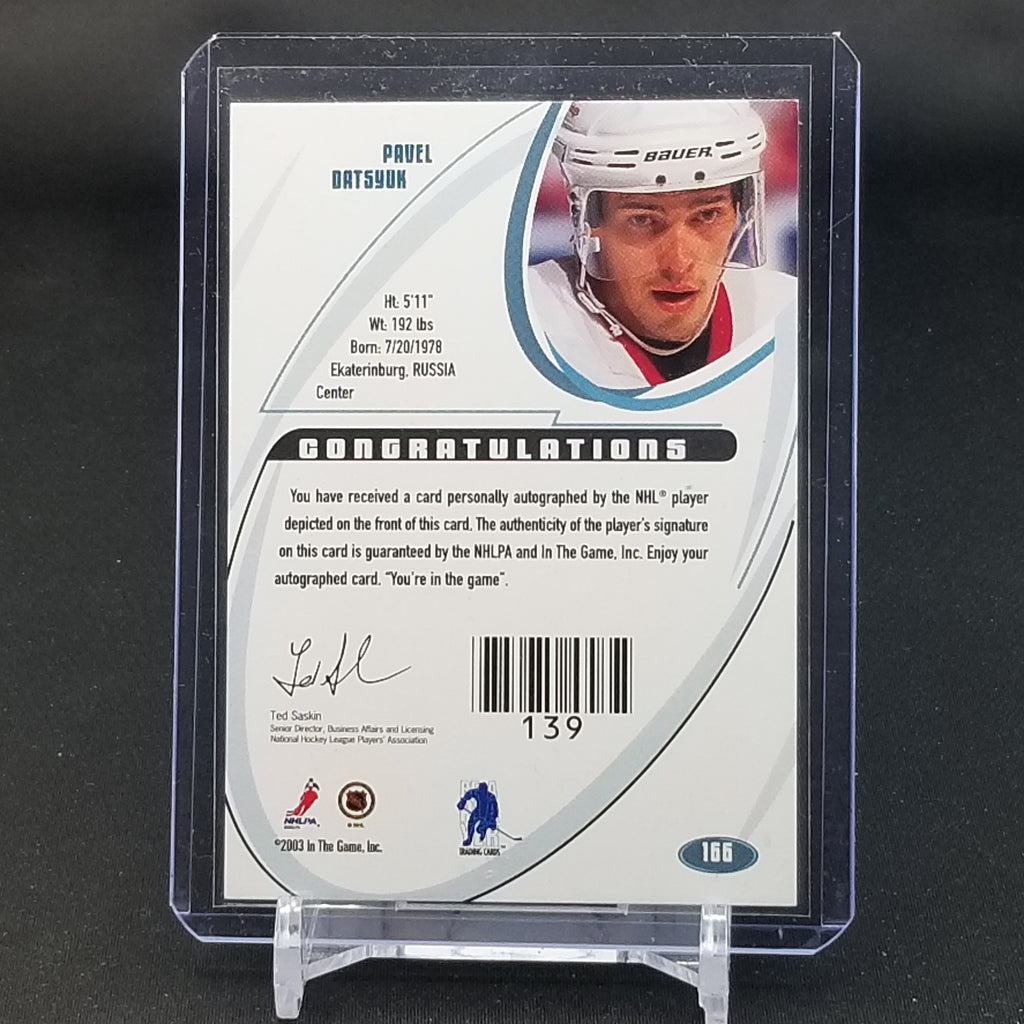 PAVEL
DATSYUK
BAUER
Ht: 5'11"
Wt: 192 lbs
Born: 7/20/1978
Ekaterinburg, RUSSIA
Center
CONGRATULATIONS
You have received a card personally autographed by the NHL® player
depicted on the front of this card. The authenticity of the player's signature
on this card is guaranteed by the NHLPA and In The Game, Inc. Enjoy your
autographed card. "You're in the game".
Ted Saskin
Senior Director, Business Affairs and Licensing
National Hockey League Players' Association
139
NHLPA
© NHL
TRADING CARDS™
©2003 In The Game, Inc.
166